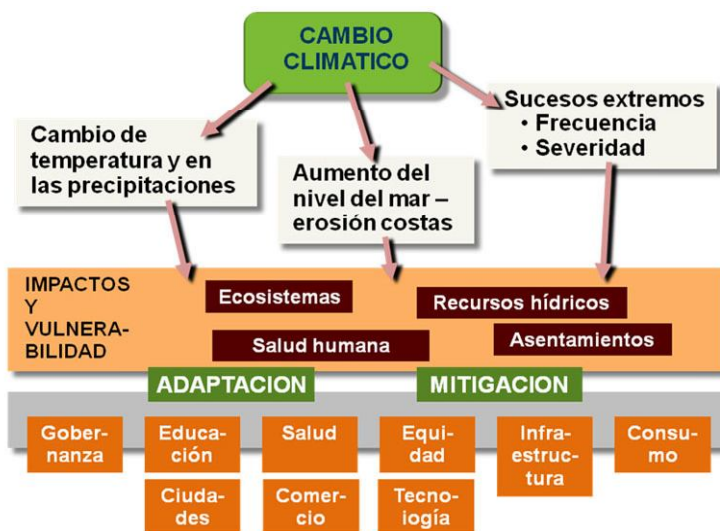 CAMBIO
CLIMATICO
Cambio de
temperatura y en
las precipitaciones
Aumento del
nivel del mar –
erosión costas
Sucesos extremos
• Frecuencia
• Severidad
IMPACTOS
Y
VULNERA-
BILIDAD
Ecosistemas
Recursos hídricos
Salud humana
Asentamientos
ADAPTACION
MITIGACION
Gober-
nanza
Educa-
ción
Salud
Equi-
dad
Infra-
estruc-
tura
Consu-
mo
Ciuda-
des
Comer-
cio
Tecno-
logía